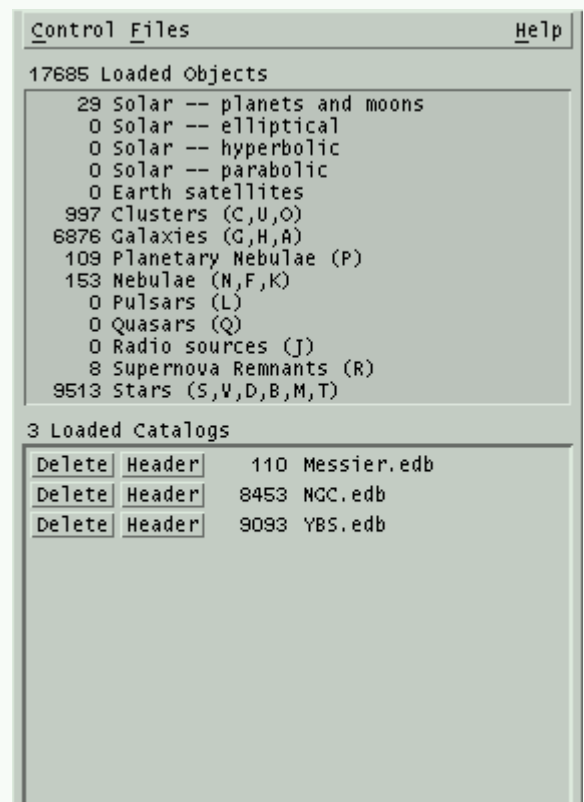 Control Files Help
17685 Loaded Objects
29 Solar -- planets and moons
0 Solar -- elliptical
0 Solar -- hyperbolic
0 Solar -- parabolic
0 Earth satellites
997 Clusters (C,U,O)
6876 Galaxies (G,H,A)
109 Planetary Nebulae (P)
153 Nebulae (N,F,K)
0 Pulsars (L)
0 Quasars (Q)
0 Radio sources (J)
8 Supernova Remnants (R)
9513 Stars (S,V,D,B,M,T)
3 Loaded Catalogs
Delete Header 110 Messier.edb
Delete Header 8453 NGC.edb
Delete Header 9093 YBS.edb